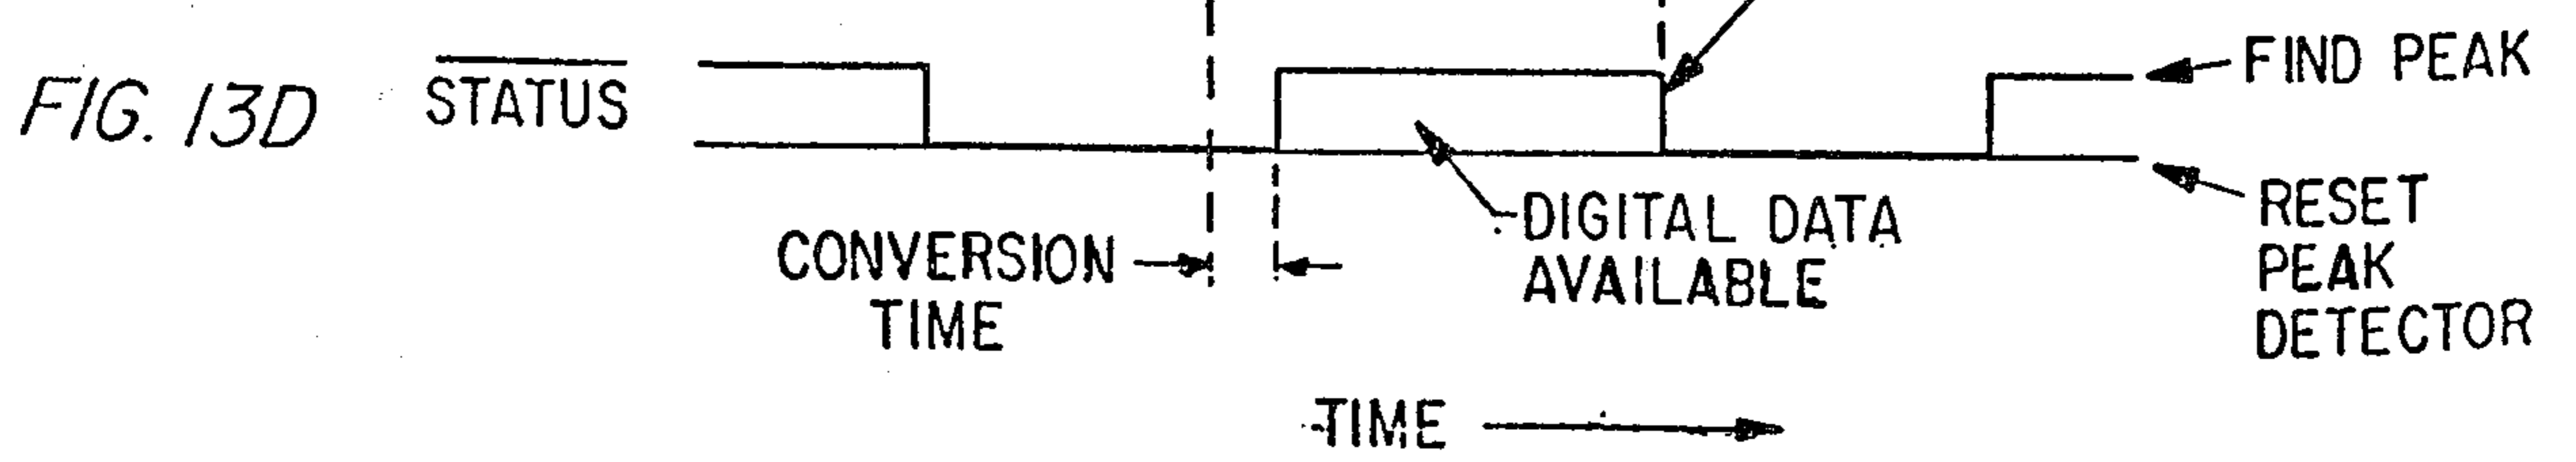 FIG. 13D
STATUS
FIND PEAK
RESET
PEAK
DETECTOR
DIGITAL DATA
AVAILABLE
CONVERSION
TIME
TIME